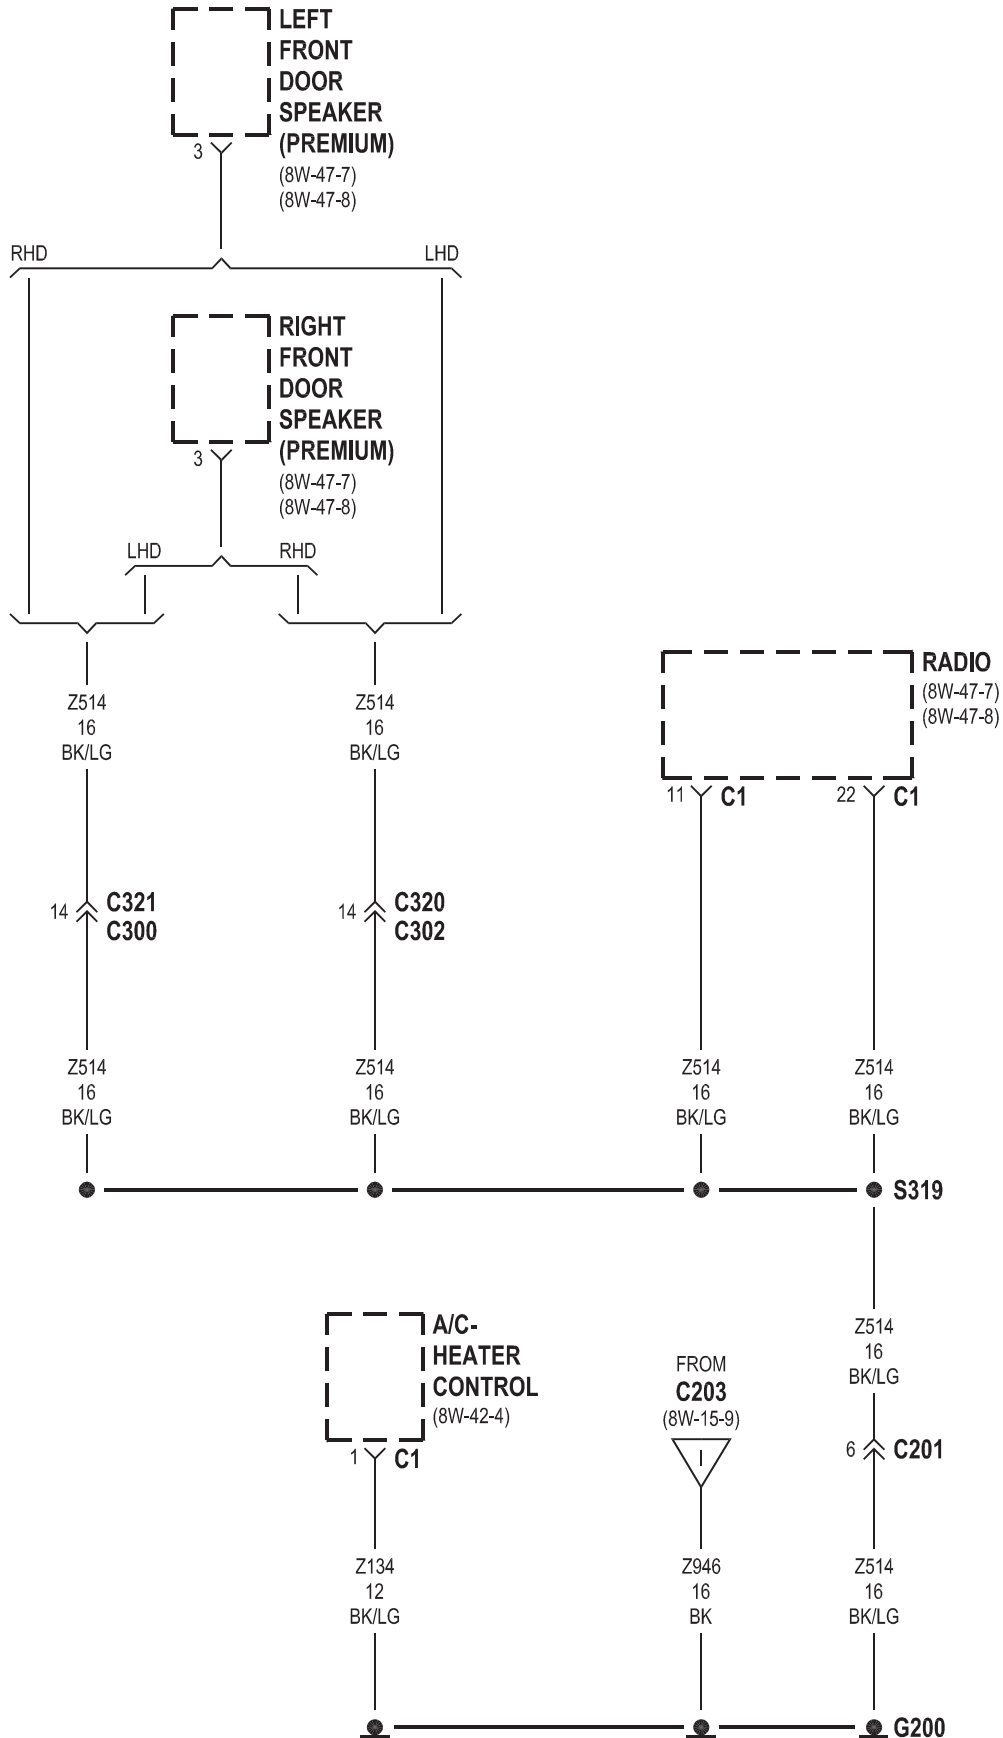 LEFT
FRONT
DOOR
SPEAKER
(PREMIUM)
3
(8W-47-7)
(8W-47-8)
RHD
LHD
RIGHT
FRONT
DOOR
SPEAKER
(PREMIUM)
3
(8W-47-7)
(8W-47-8)
LHD
RHD
RADIO
(8W-47-7)
(8W-47-8)
Z514
16
BK/LG
Z514
16
BK/LG
11 C1
22 C1
14
C321
C300
14
C320
C302
Z514
16
BK/LG
Z514
16
BK/LG
Z514
16
BK/LG
Z514
16
BK/LG
S319
A/C-
HEATER
CONTROL
(8W-42-4)
1 C1
FROM
C203
(8W-15-9)
I
Z514
16
BK/LG
6 C201
Z134
12
BK/LG
Z946
16
BK
Z514
16
BK/LG
G200